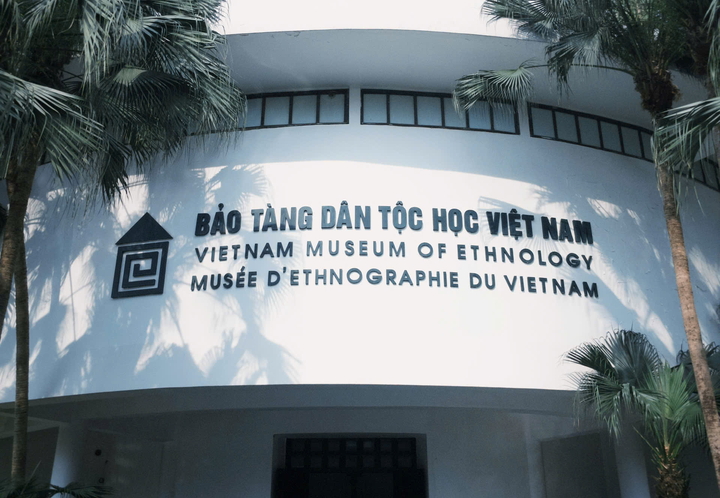 BẢO TÀNG DÂN TỘC HỌC VIỆT NAM
VIETNAM MUSEUM OF ETHNOLOGY
MUSÉE D'ETHNOGRAPHIE DU VIETNAM